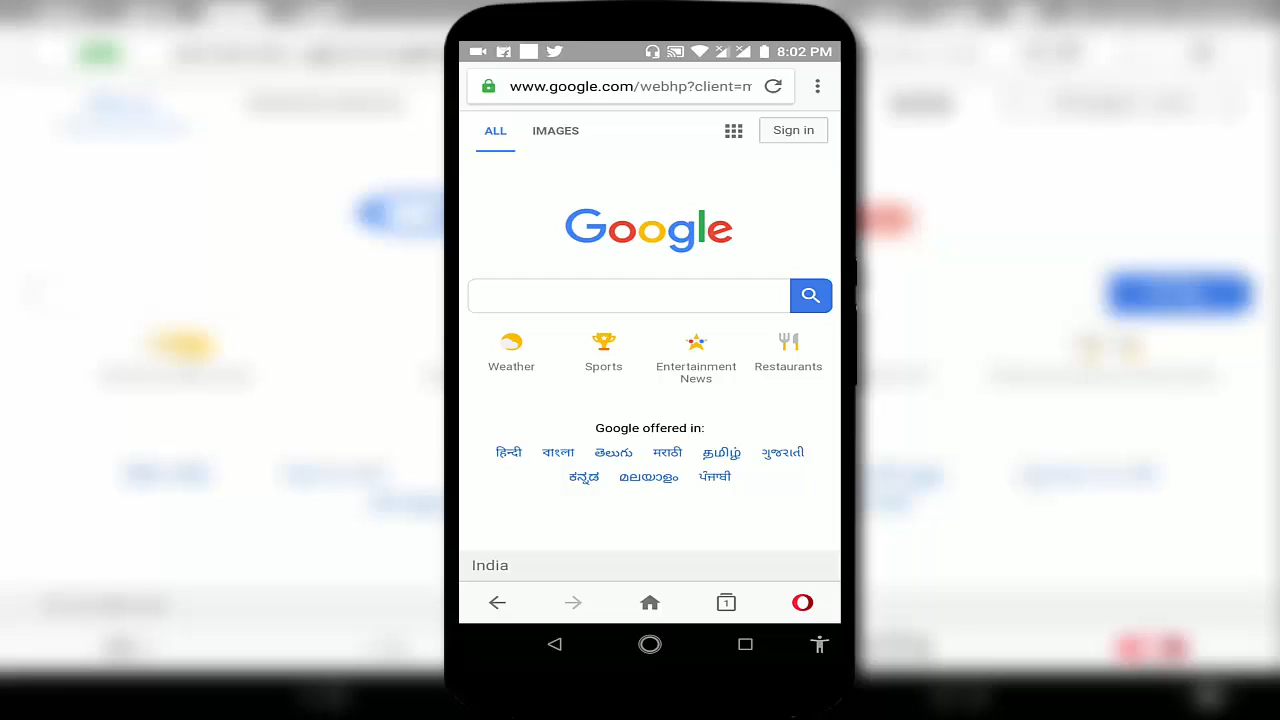 8:02 PM
www.google.com/webhp?client=m
ALL IMAGES Sign in
Google
Weather Sports Entertainment News Restaurants
Google offered in:
हिन्दी বাংলা తెలుగు मराठी தமிழ் ગુજરાતી
ಕನ್ನಡ മലയാളം ਪੰਜਾਬੀ
India
1